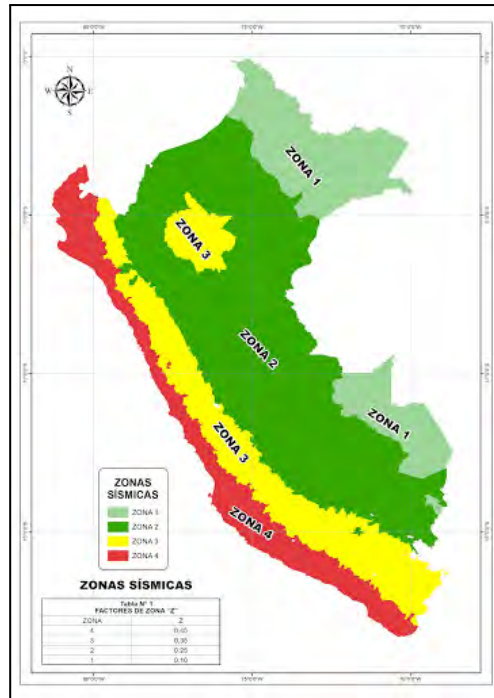 N
W E
S
ZONA 1
ZONA 3
ZONA 2
ZONA 1
ZONA 3
ZONA 4
ZONAS
SÍSMICAS
ZONA 1
ZONA 2
ZONA 3
ZONA 4
ZONAS SÍSMICAS
Tabla N° 1
FACTORES DE ZONA "Z"
ZONA Z
4 0,45
3 0,35
2 0,25
1 0,10